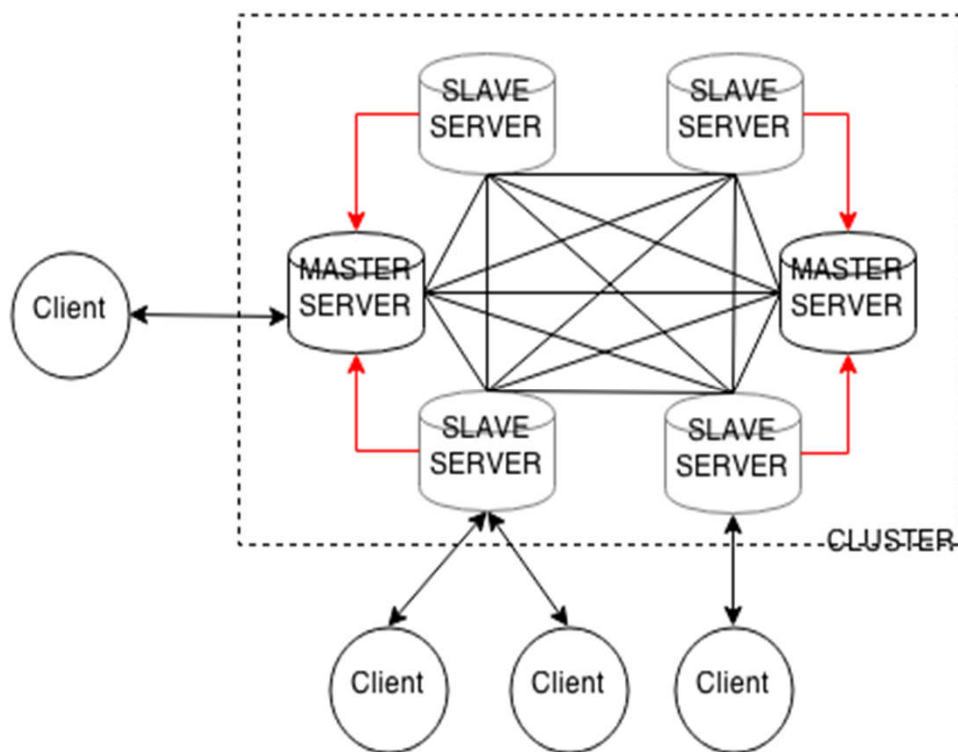 SLAVE
SERVER
SLAVE
SERVER
MASTER
SERVER
MASTER
SERVER
Client
SLAVE
SERVER
SLAVE
SERVER
CLUSTER
Client
Client
Client